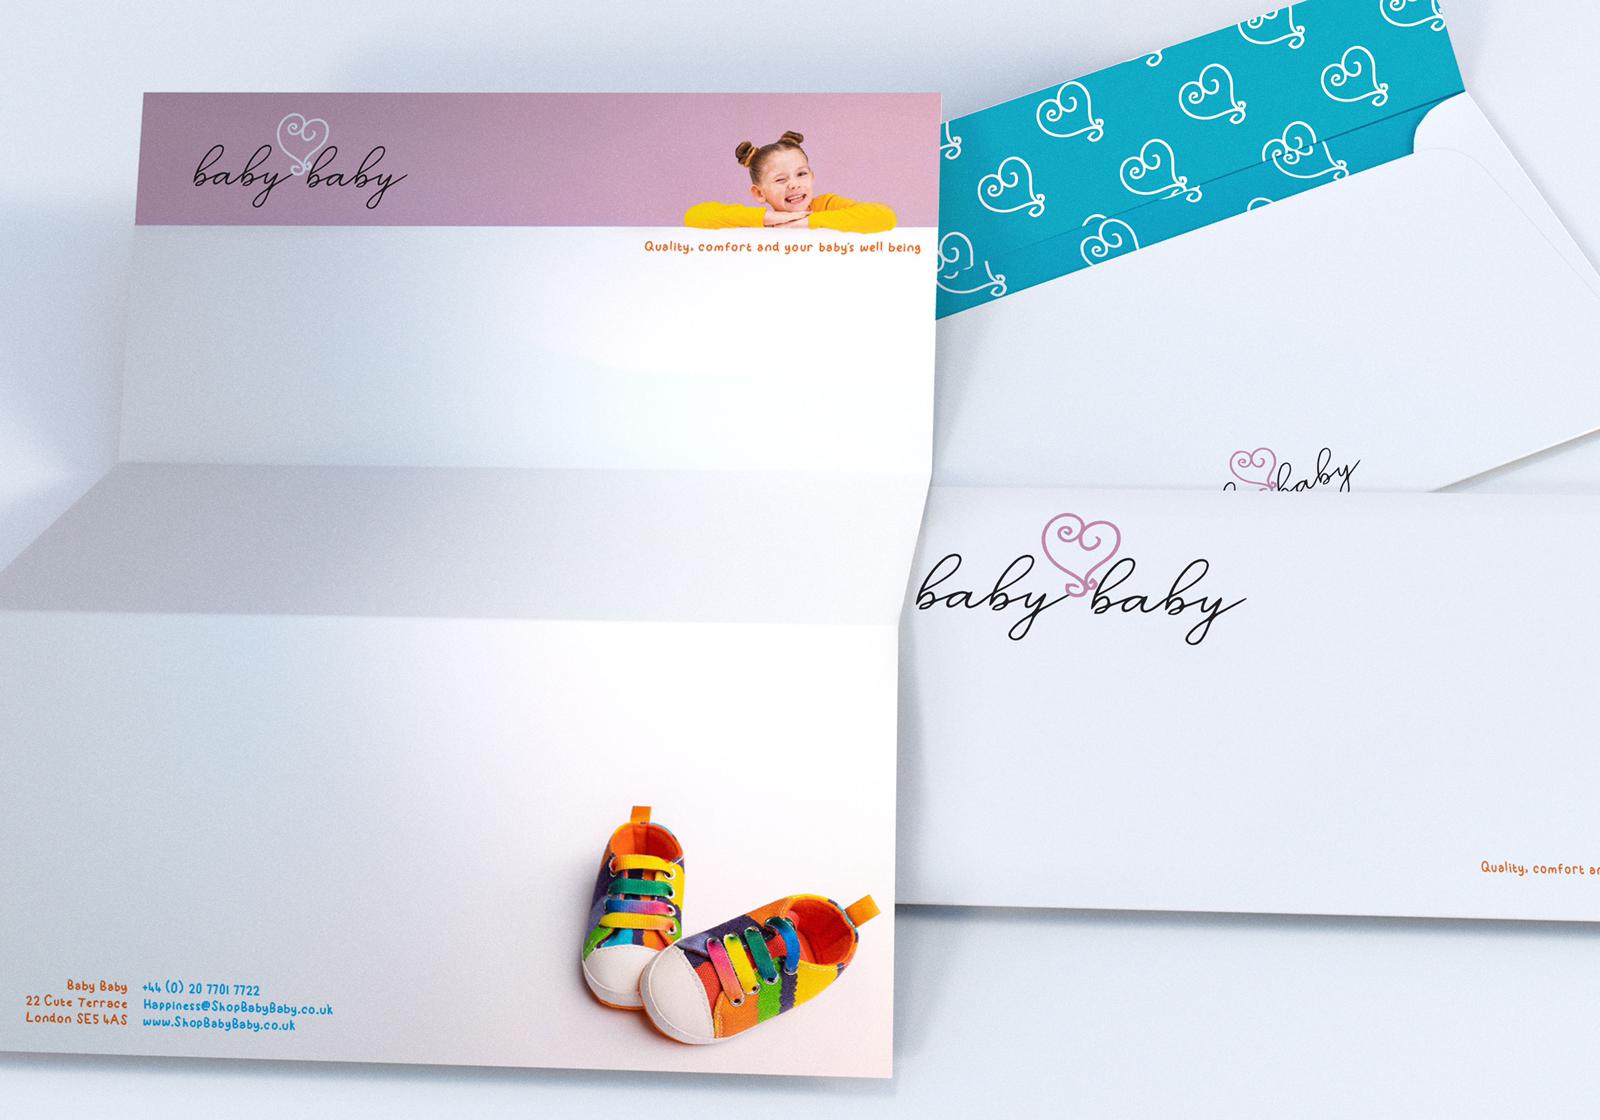 baby baby
Quality, comfort and your baby's well being
baby
baby baby
Quality, comfort
Baby Baby +44 (0) 20 7701 7722
22 Cute Terrace Happiness@ShopBabyBaby.co.uk
London SE5 4AS www.ShopBabyBaby.co.uk